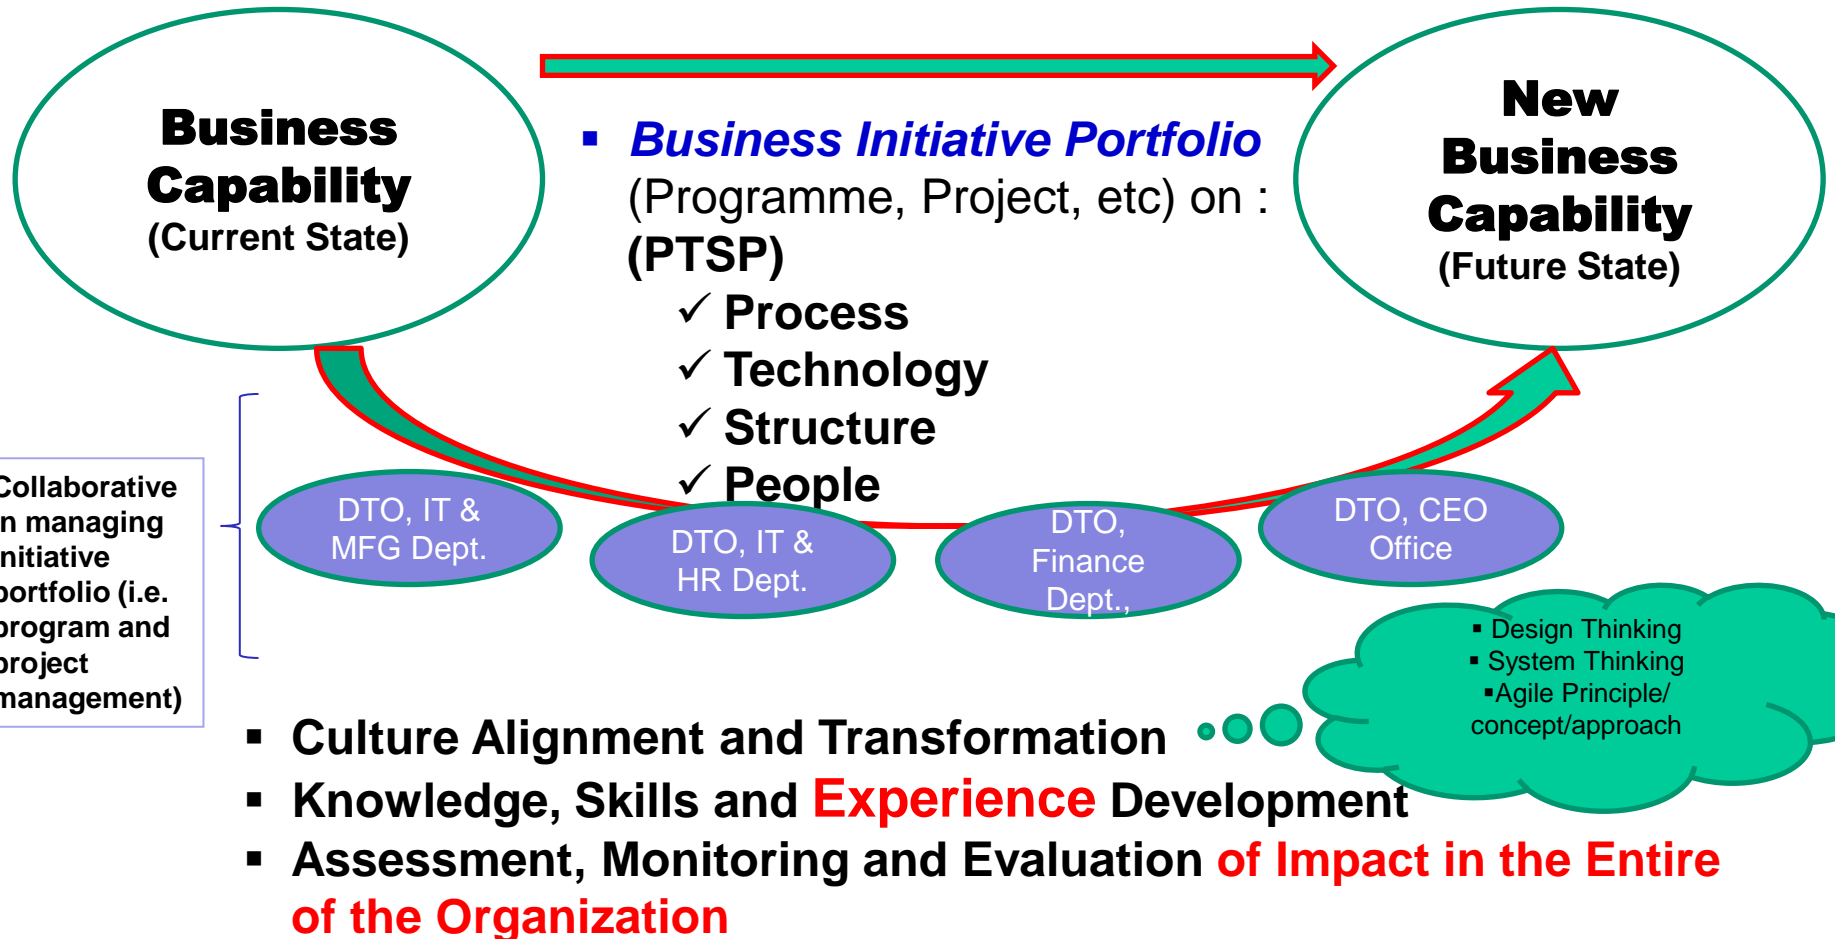 Business
Capability
(Current State)
New
Business
Capability
(Future State)
▪ Business Initiative Portfolio
(Programme, Project, etc) on :
(PTSP)
✓ Process
✓ Technology
✓ Structure
✓ People
Collaborative
in managing
initiative
portfolio (i.e.
program and
project
management)
DTO, IT &
MFG Dept.
DTO, IT &
HR Dept.
DTO,
Finance
Dept.,
DTO, CEO
Office
▪ Design Thinking
▪ System Thinking
▪Agile Principle/
concept/approach
▪ Culture Alignment and Transformation
▪ Knowledge, Skills and Experience Development
▪ Assessment, Monitoring and Evaluation of Impact in the Entire
of the Organization